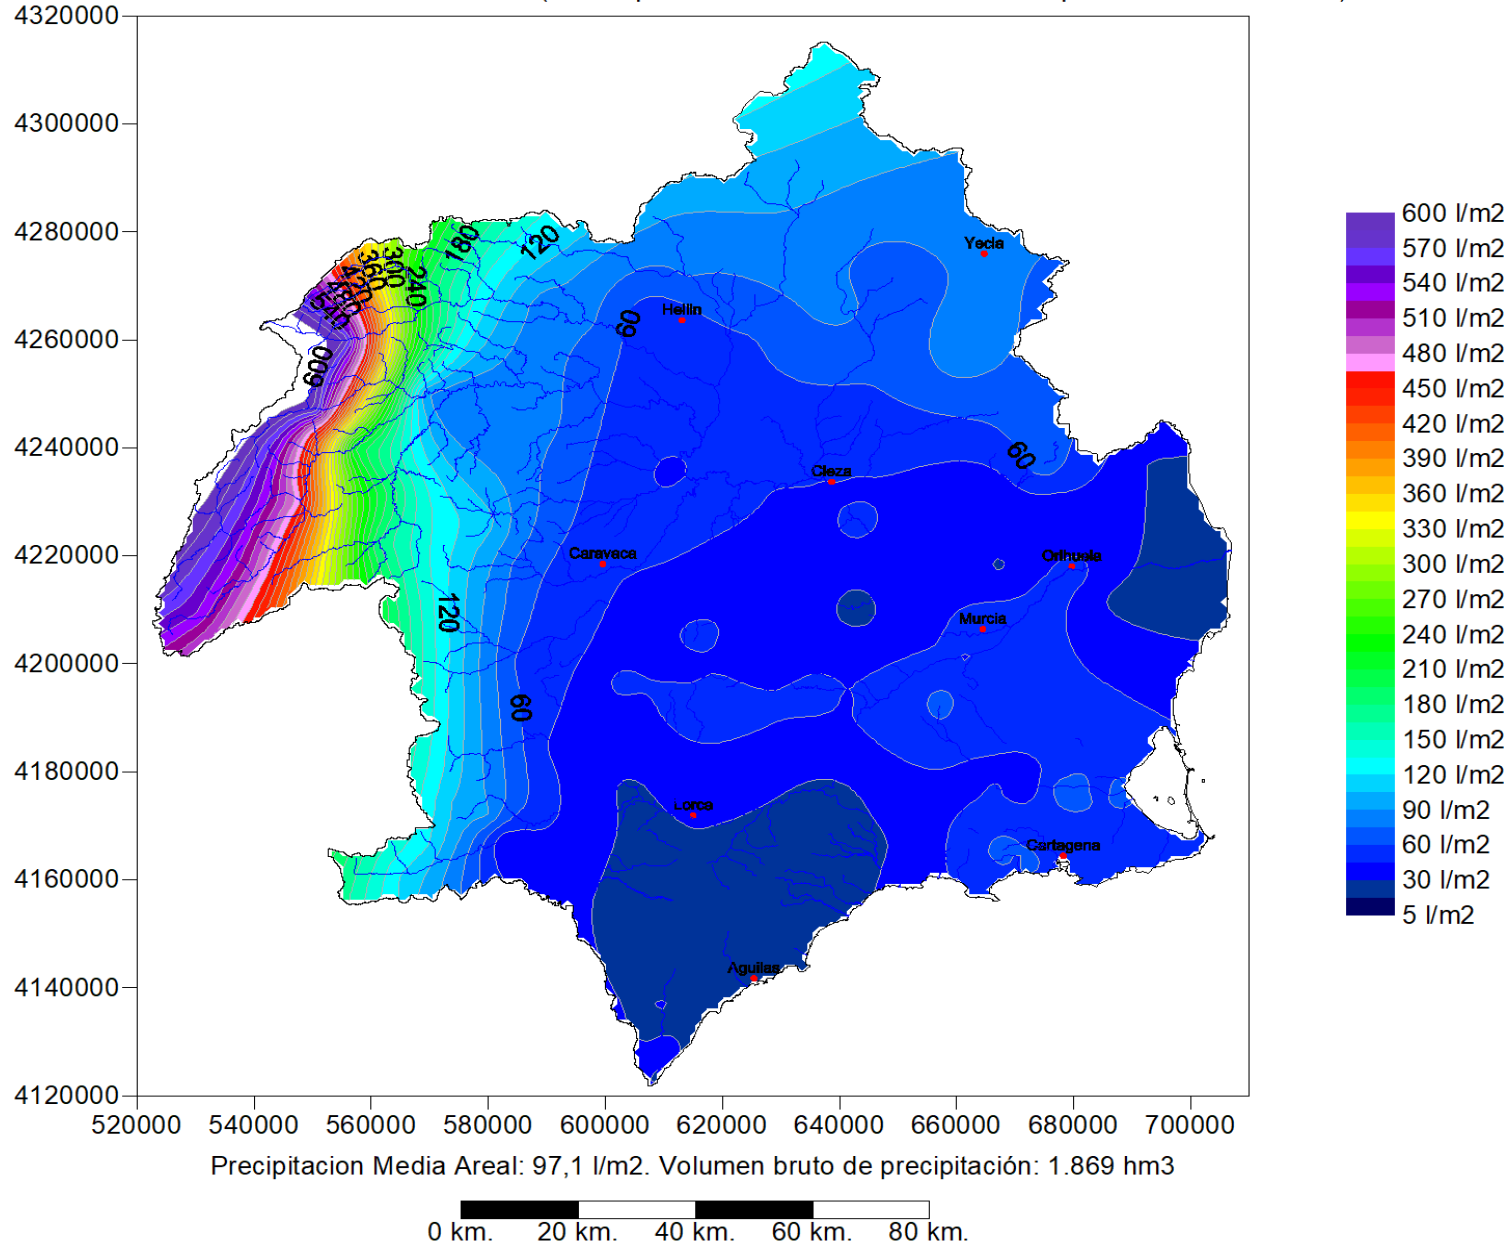 4320000
4300000
4280000
4260000
4240000
4220000
4200000
4180000
4160000
4140000
4120000
520000 540000 560000 580000 600000 620000 640000 660000 680000 700000
180
120
300
360
240
600
60
Yecla
Hellin
60
Cieza
Caravaca
Orihuela
120
Murcia
60
Lorca
Cartagena
Aguilas
600 l/m2
570 l/m2
540 l/m2
510 l/m2
480 l/m2
450 l/m2
420 l/m2
390 l/m2
360 l/m2
330 l/m2
300 l/m2
270 l/m2
240 l/m2
210 l/m2
180 l/m2
150 l/m2
120 l/m2
90 l/m2
60 l/m2
30 l/m2
5 l/m2
Precipitacion Media Areal: 97,1 l/m2. Volumen bruto de precipitación: 1.869 hm3
0 km. 20 km. 40 km. 60 km. 80 km.